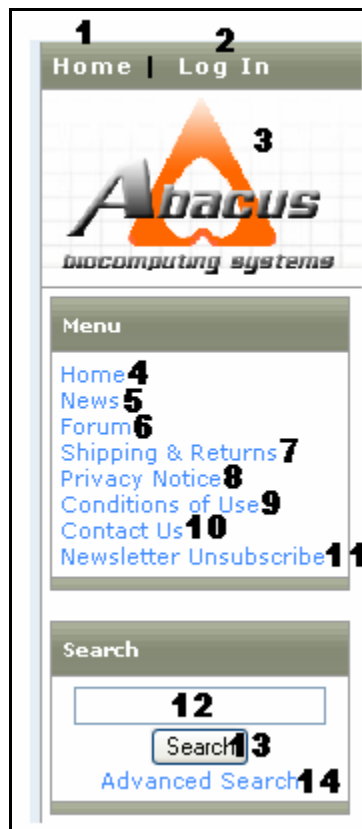 1 2
Home | Log In
3
Abacus
biocomputing systems
Menu
Home4
News5
Forum6
Shipping & Returns7
Privacy Notice8
Conditions of Use9
Contact Us10
Newsletter Unsubscribe11
Search
12
Search13
Advanced Search14